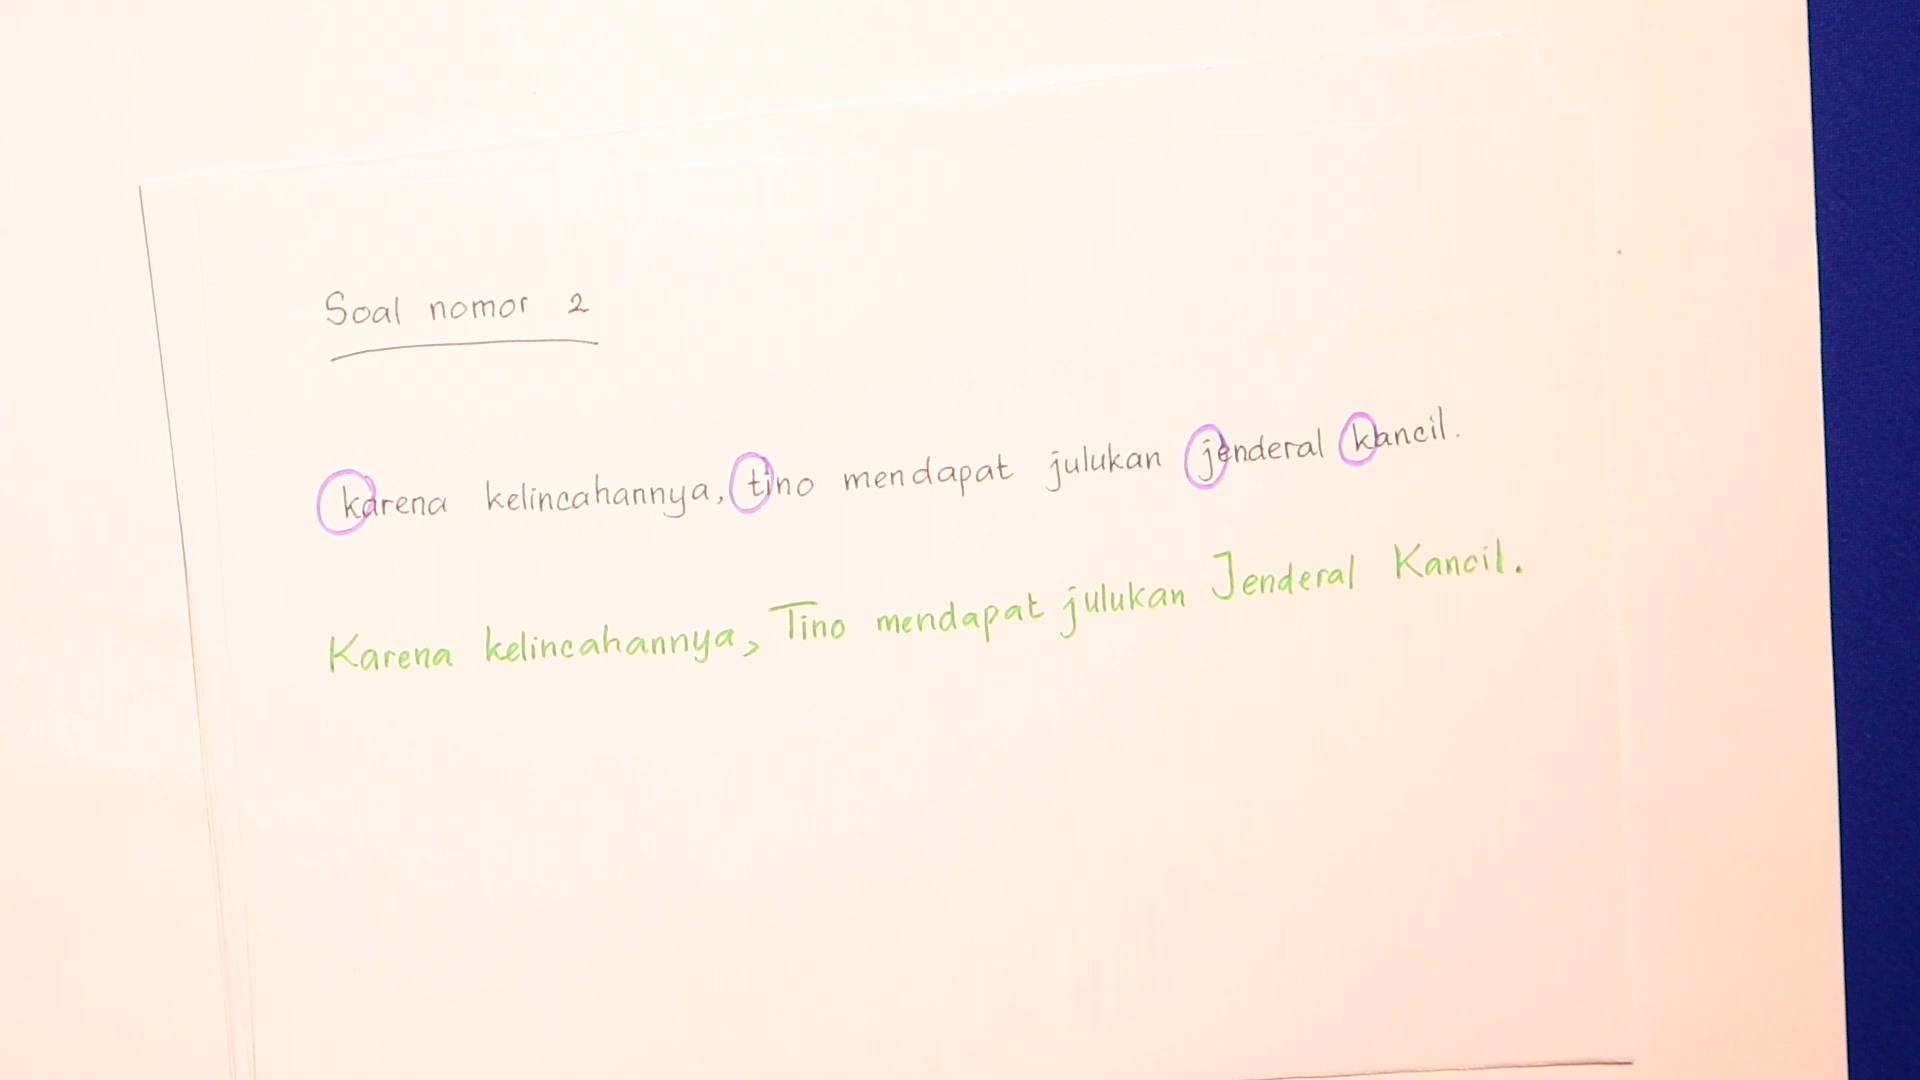 Soal nomor 2
karena kelincahannya, tino mendapat julukan jenderal kancil.
Karena kelincahannya, Tino mendapat julukan Jenderal Kancil.